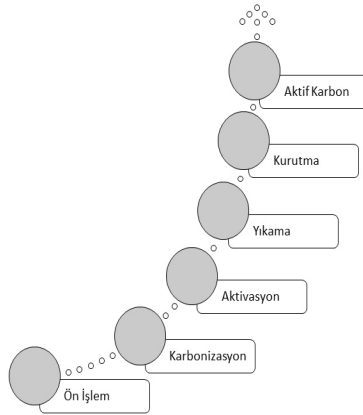 Aktif Karbon
Kurutma
Yıkama
Aktivasyon
Karbonizasyon
Ön İşlem